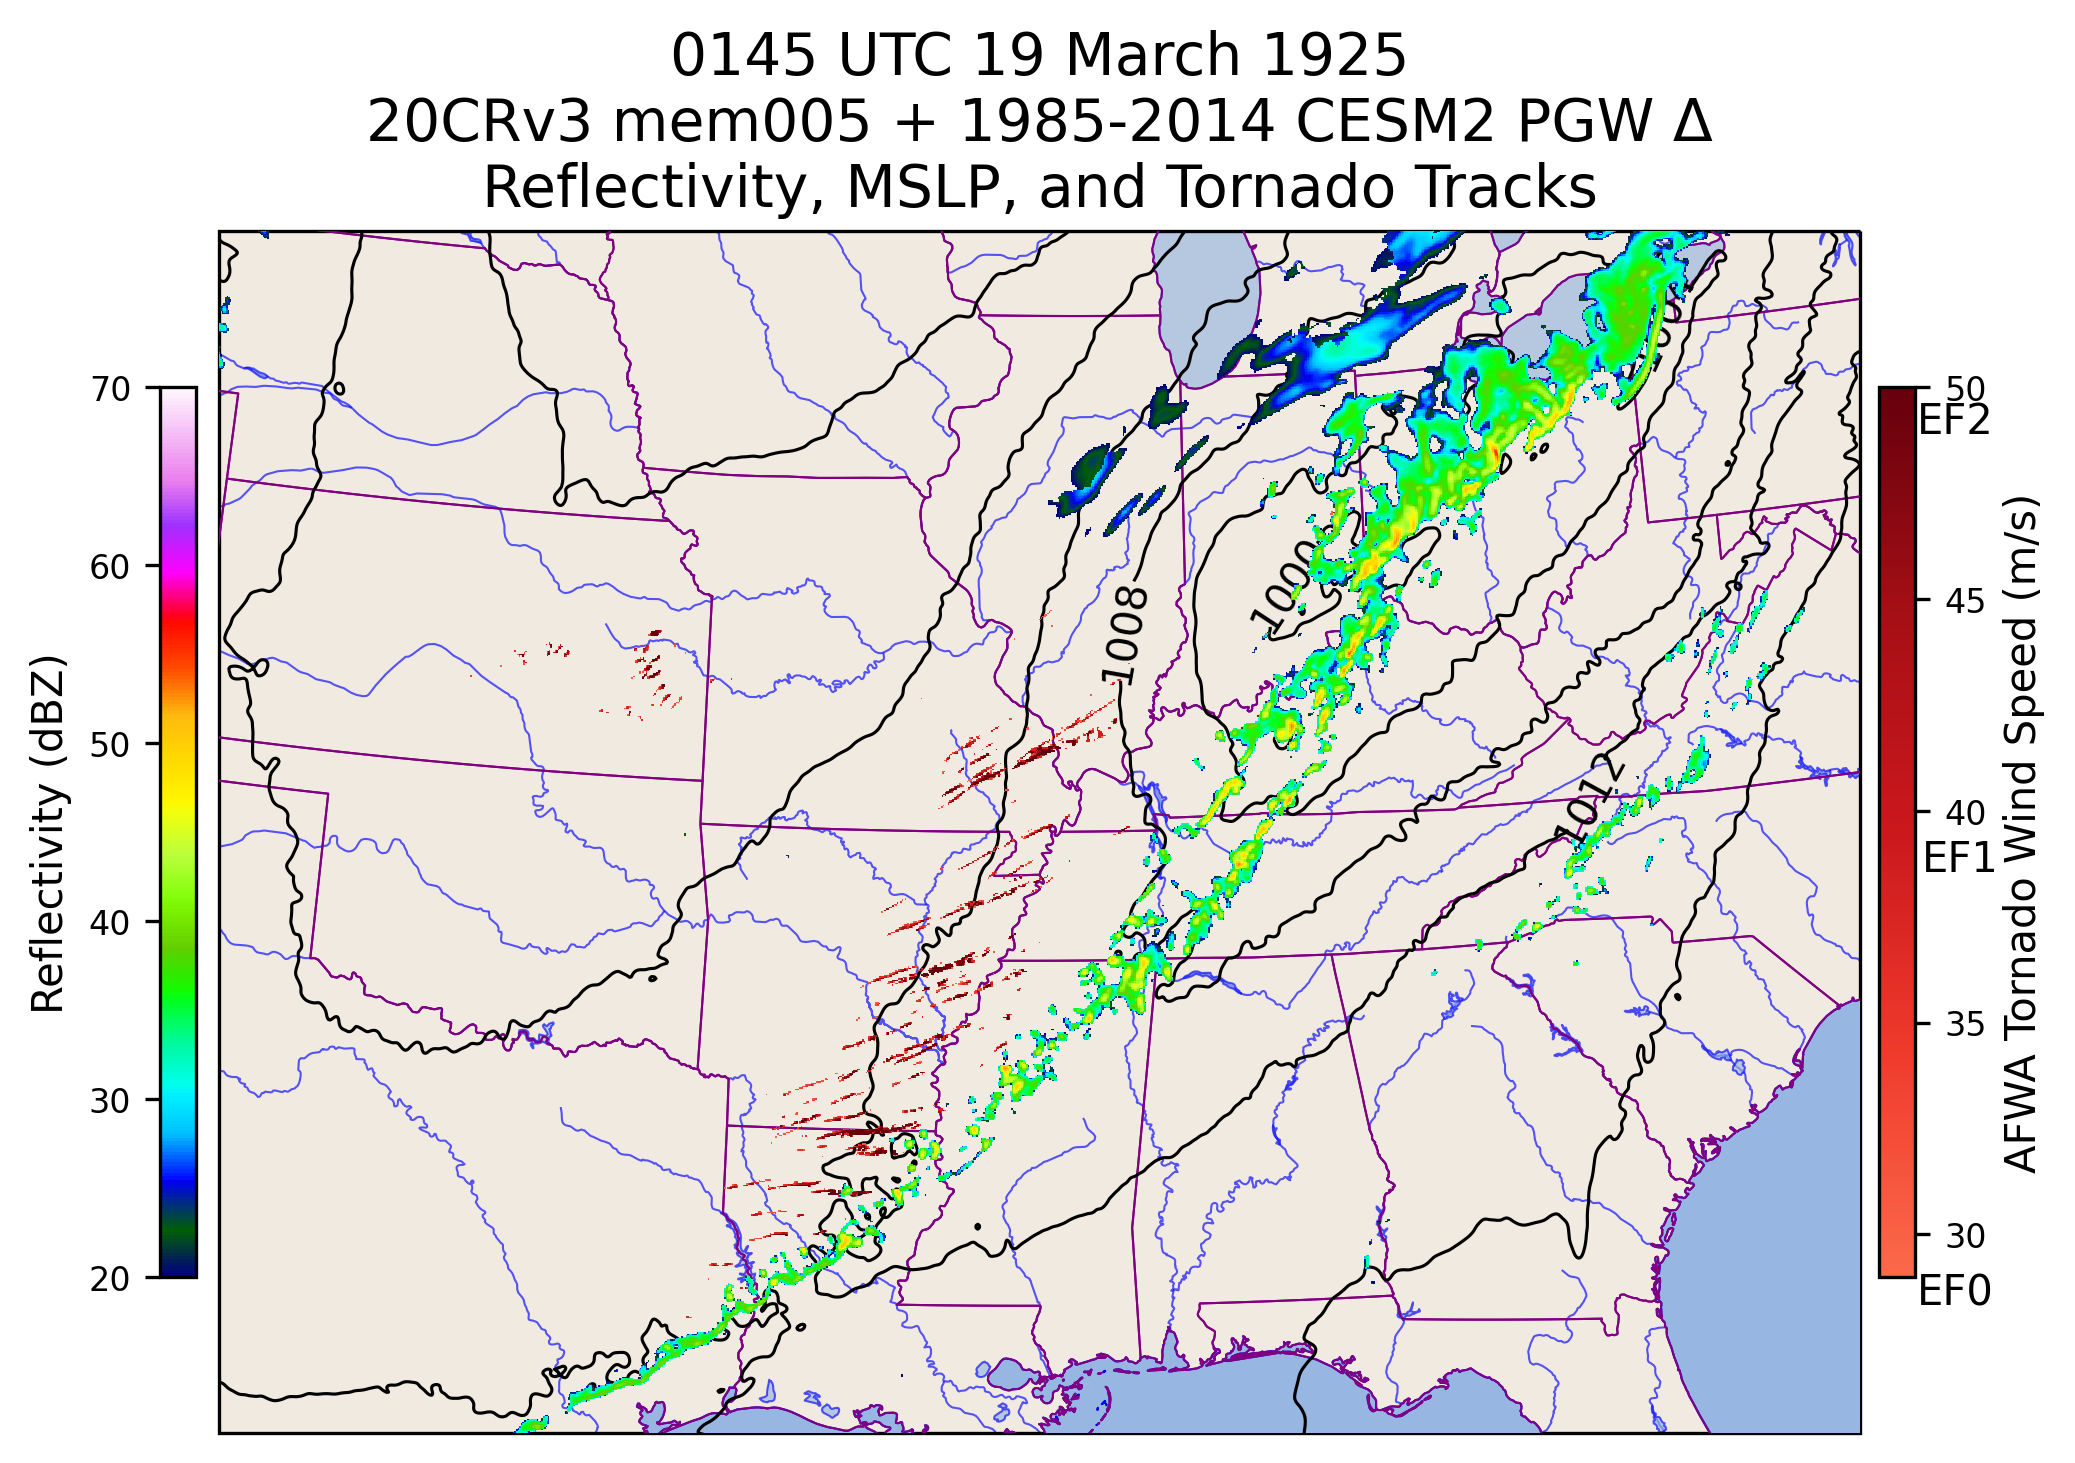 0145 UTC 19 March 1925
20CRv3 mem005 + 1985-2014 CESM2 PGW Δ
Reflectivity, MSLP, and Tornado Tracks
70
60
50
40
30
20
Reflectivity (dBZ)
1008
1000
1012
50
EF2
45
40
EF1
35
30
EF0
AFWA Tornado Wind Speed (m/s)